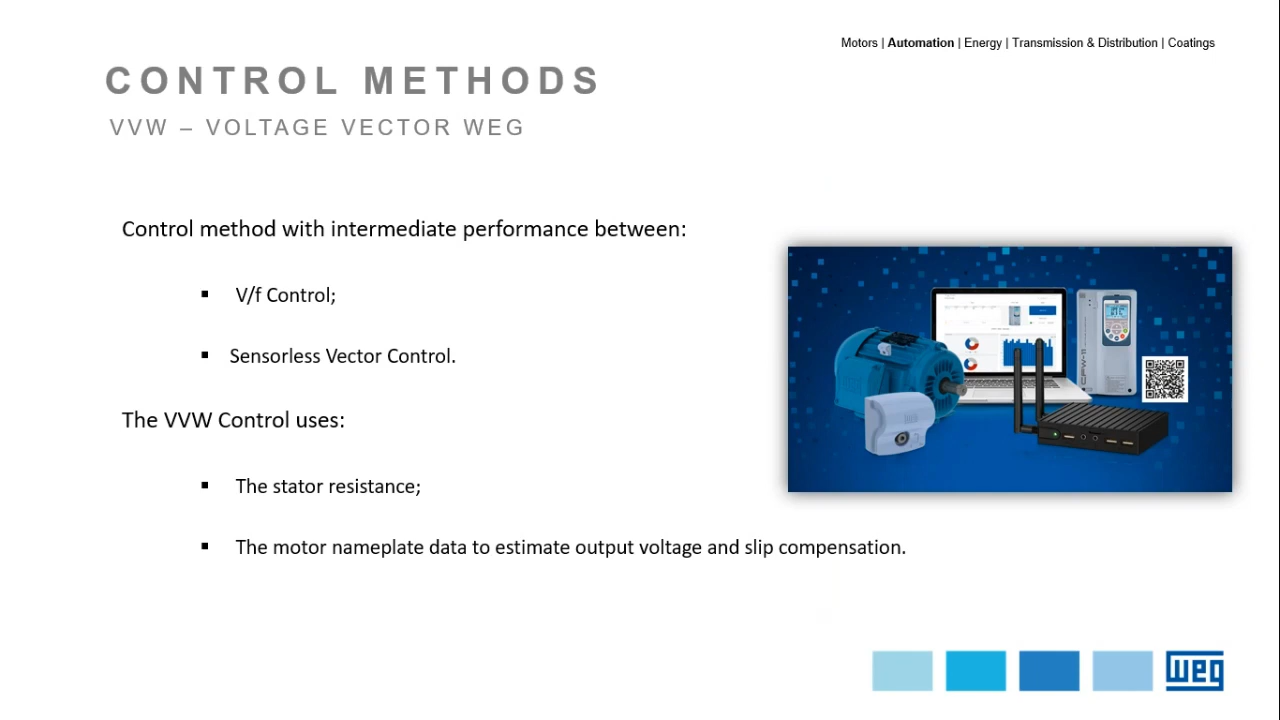 Motors | Automation | Energy | Transmission & Distribution | Coatings
CONTROL METHODS
VVW – VOLTAGE VECTOR WEG
Control method with intermediate performance between:
▪ V/f Control;
▪ Sensorless Vector Control.
The VVW Control uses:
▪ The stator resistance;
▪ The motor nameplate data to estimate output voltage and slip compensation.
CFW-11
weg